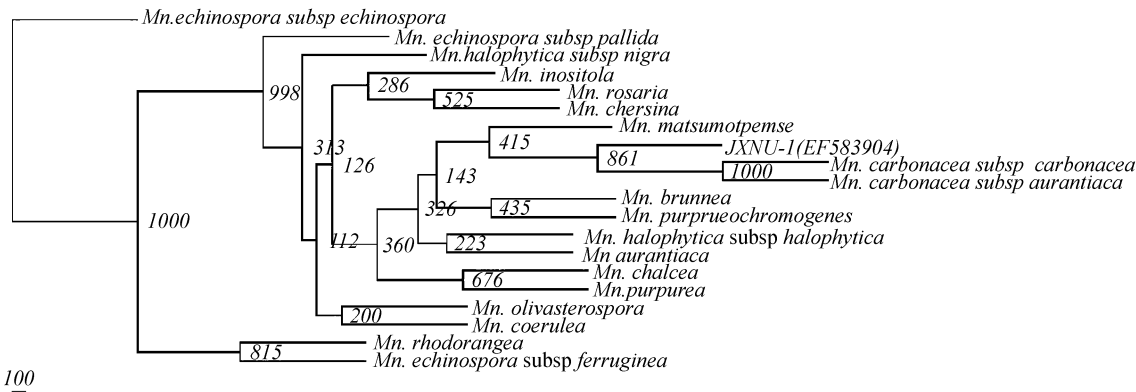 Mn.echinospora subsp echinospora
Mn. echinospora subsp pallida
Mn.halophytica subsp nigra
Mn. inositola
286
Mn. rosaria
998
525
Mn. chersina
Mn. matsumotpemse
415
JXNU-1(EF583904)
313
861
126
Mn. carbonacea subsp carbonacea
1000
143
Mn. carbonacea subsp aurantiaca
Mn. brunnea
326
435
Mn. purprueochromogenes
1000
Mn. halophytica subsp halophytica
112
360
223
Mn aurantiaca
Mn. chalcea
676
Mn.purpurea
Mn. olivasterospora
200
Mn. coerulea
Mn. rhodorangea
815
Mn. echinospora subsp ferruginea
100